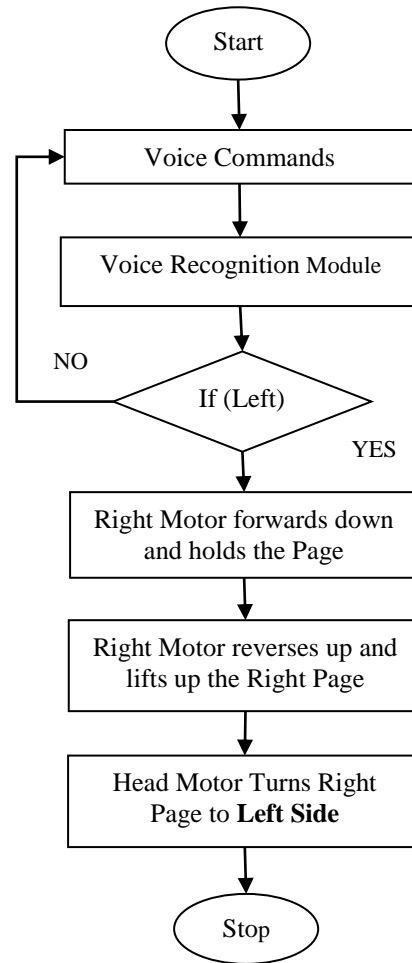 Start
Voice Commands
Voice Recognition Module
NO
If (Left)
YES
Right Motor forwards down
and holds the Page
Right Motor reverses up and
lifts up the Right Page
Head Motor Turns Right
Page to Left Side
Stop